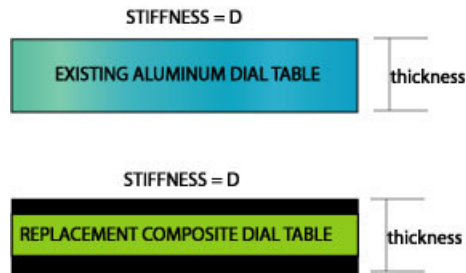 STIFFNESS = D
EXISTING ALUMINUM DIAL TABLE
thickness
STIFFNESS = D
REPLACEMENT COMPOSITE DIAL TABLE
thickness